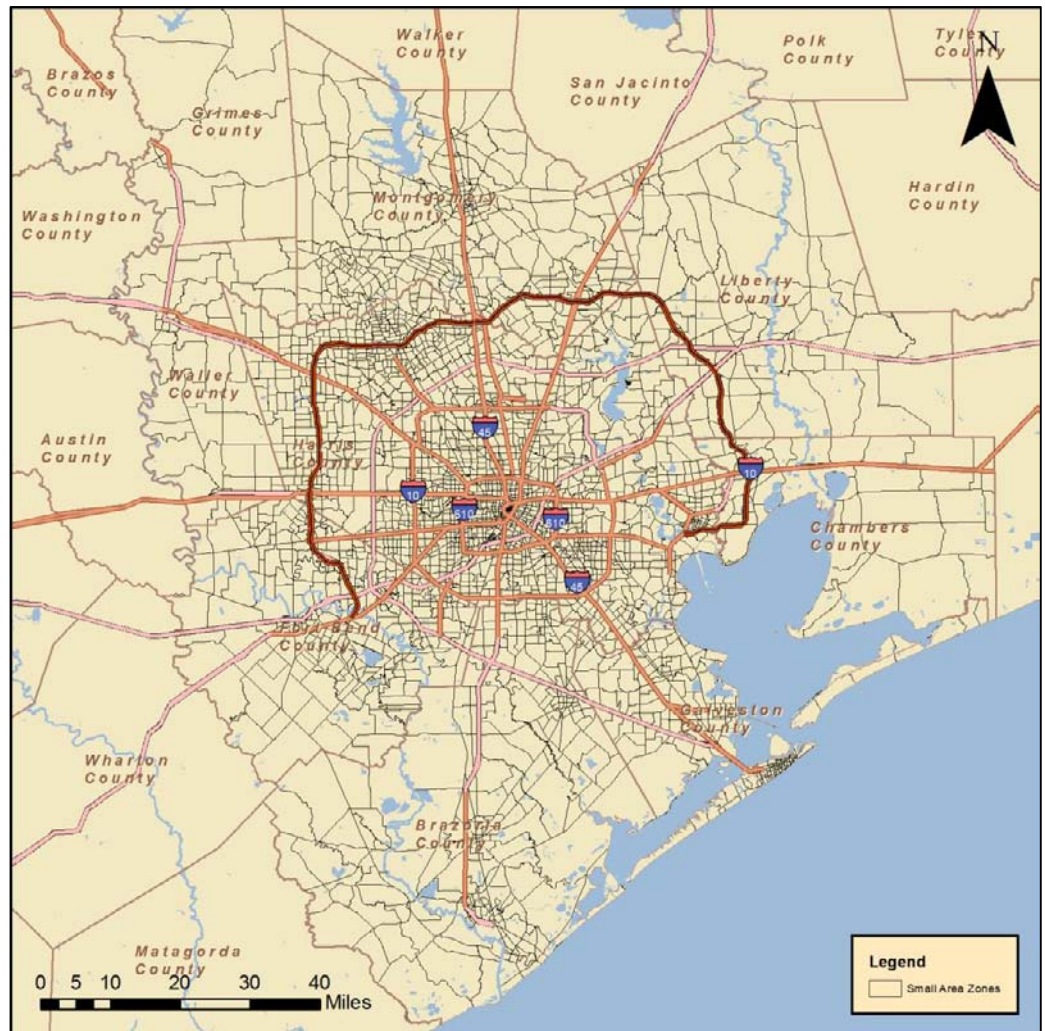 Walker
County
Polk
County
Tyler
County
N
Brazos
County
San Jacinto
County
Grimes
County
Hardin
County
Montgomery
County
Washington
County
Liberty
County
Waller
County
Austin
County
Harris
County
45
10
10
610
610
Chambers
County
45
Fort Bend
County
Galveston
County
Wharton
County
Brazoria
County
Matagorda
County
0 5 10 20 30 40
Miles
Legend
Small Area Zones